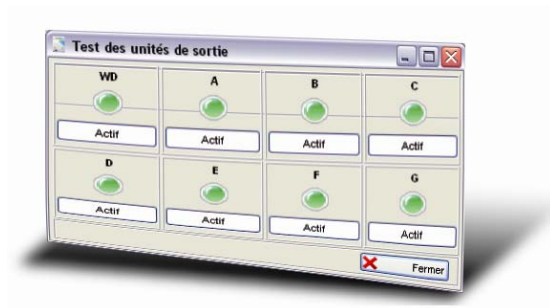 Test des unités de sortie
WD A B C
Actif Actif Actif Actif
D E F G
Actif Actif Actif Actif
Fermer